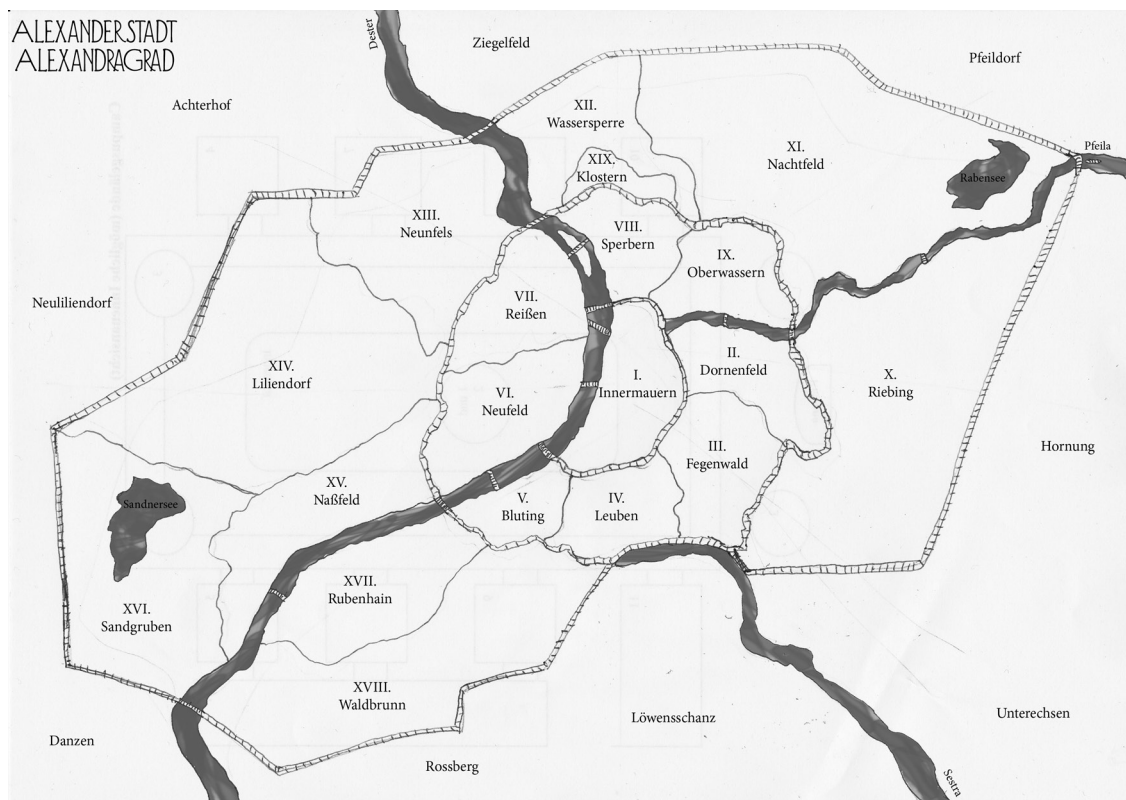 ALEXANDERSTADT
ALEXANDRAGRAD
Dester
Ziegelfeld
Pfeildorf
Achterhof
XII.
Wassersperre
XI.
Nachtfeld
Pfeila
XIX.
Klostern
Rabensee
XIII.
Neunfels
VIII.
Sperbern
IX.
Oberwassern
Neuliliendorf
VII.
Reißen
XIV.
Liliendorf
II.
Dornenfeld
I.
Innermauern
X.
Riebing
VI.
Neufeld
III.
Fegenwald
Hornung
XV.
Naßfeld
Sandnersee
V.
Bluting
IV.
Leuben
XVII.
Rubenhain
XVI.
Sandgruben
XVIII.
Waldbrunn
Löwensschanz
Unterechsen
Danzen
Rossberg
Sestra